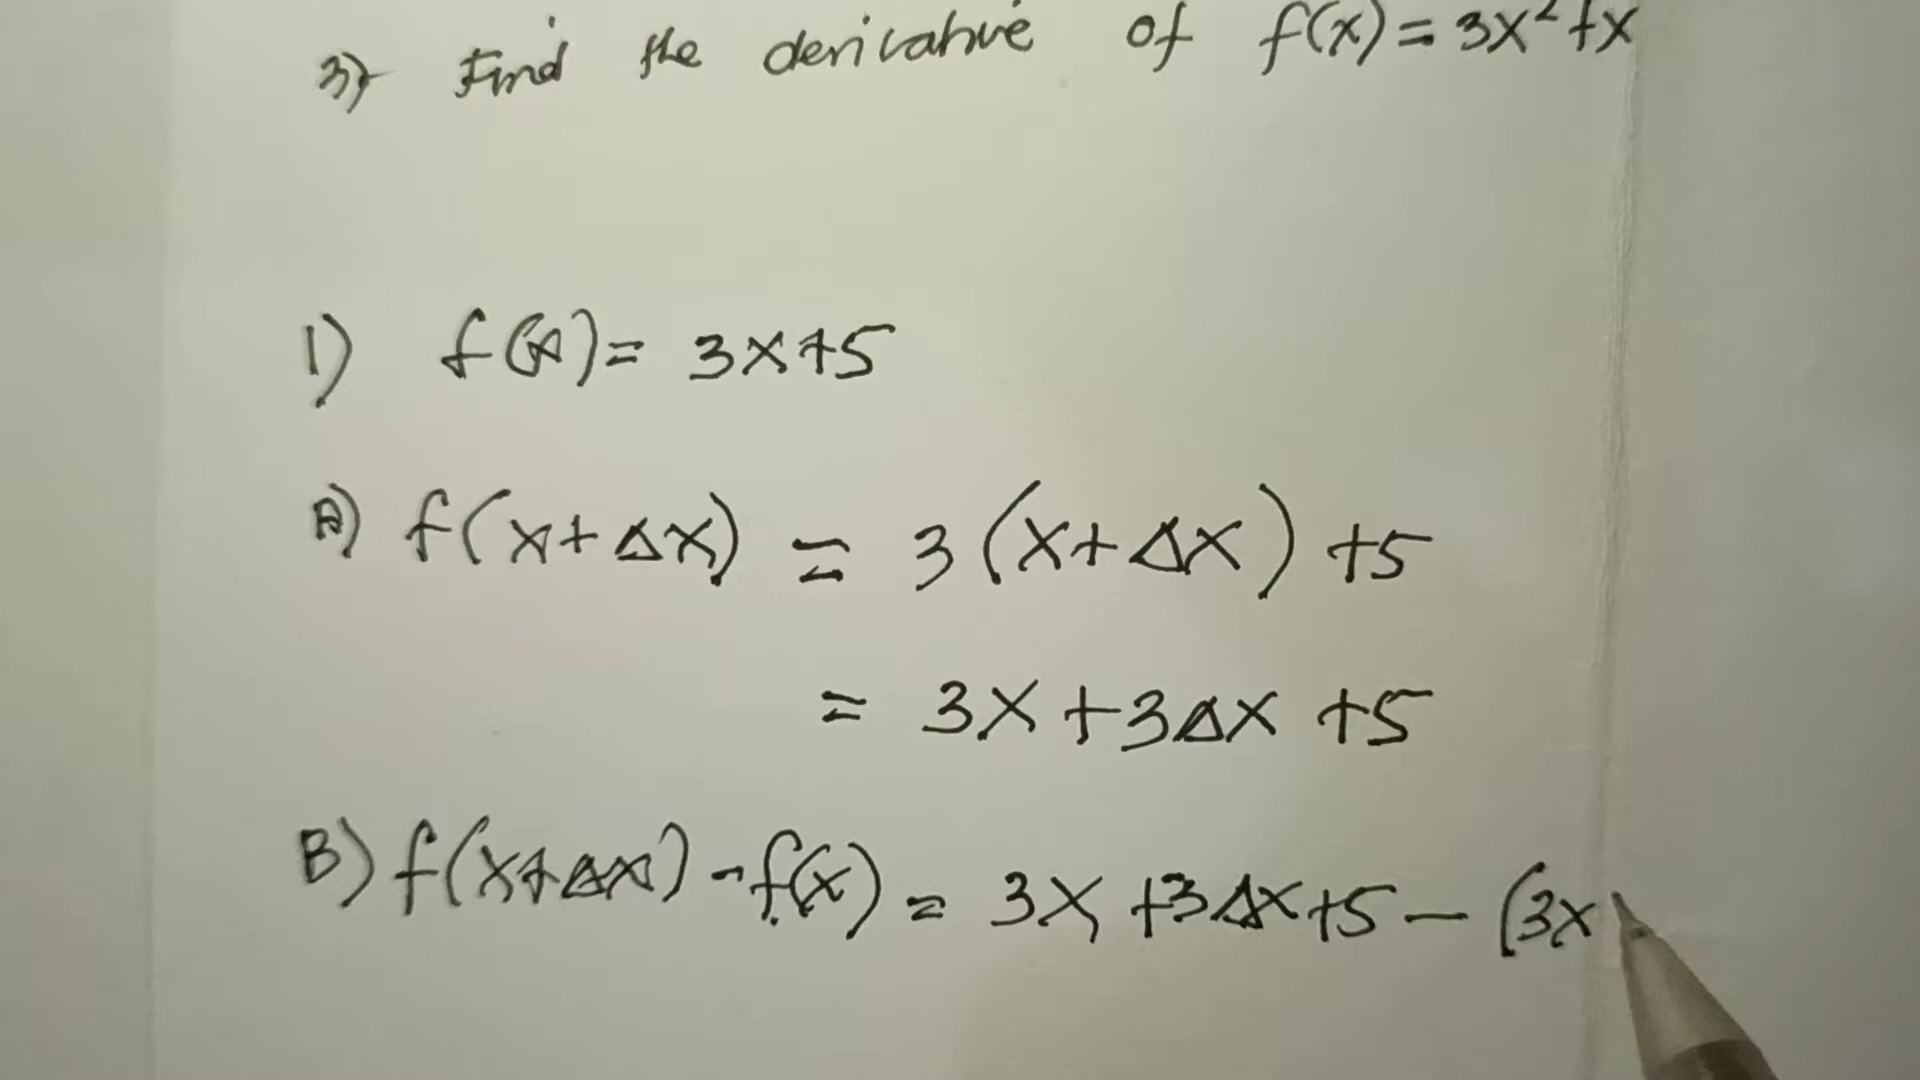 3) Find the derivative of f(x) = 3x² + x
1) f(x) = 3x+5
A) f(x+Δx) = 3(x+Δx) +5
= 3x +3Δx +5
B) f(x+Δx) - f(x) = 3x +3Δx+5 - (3x